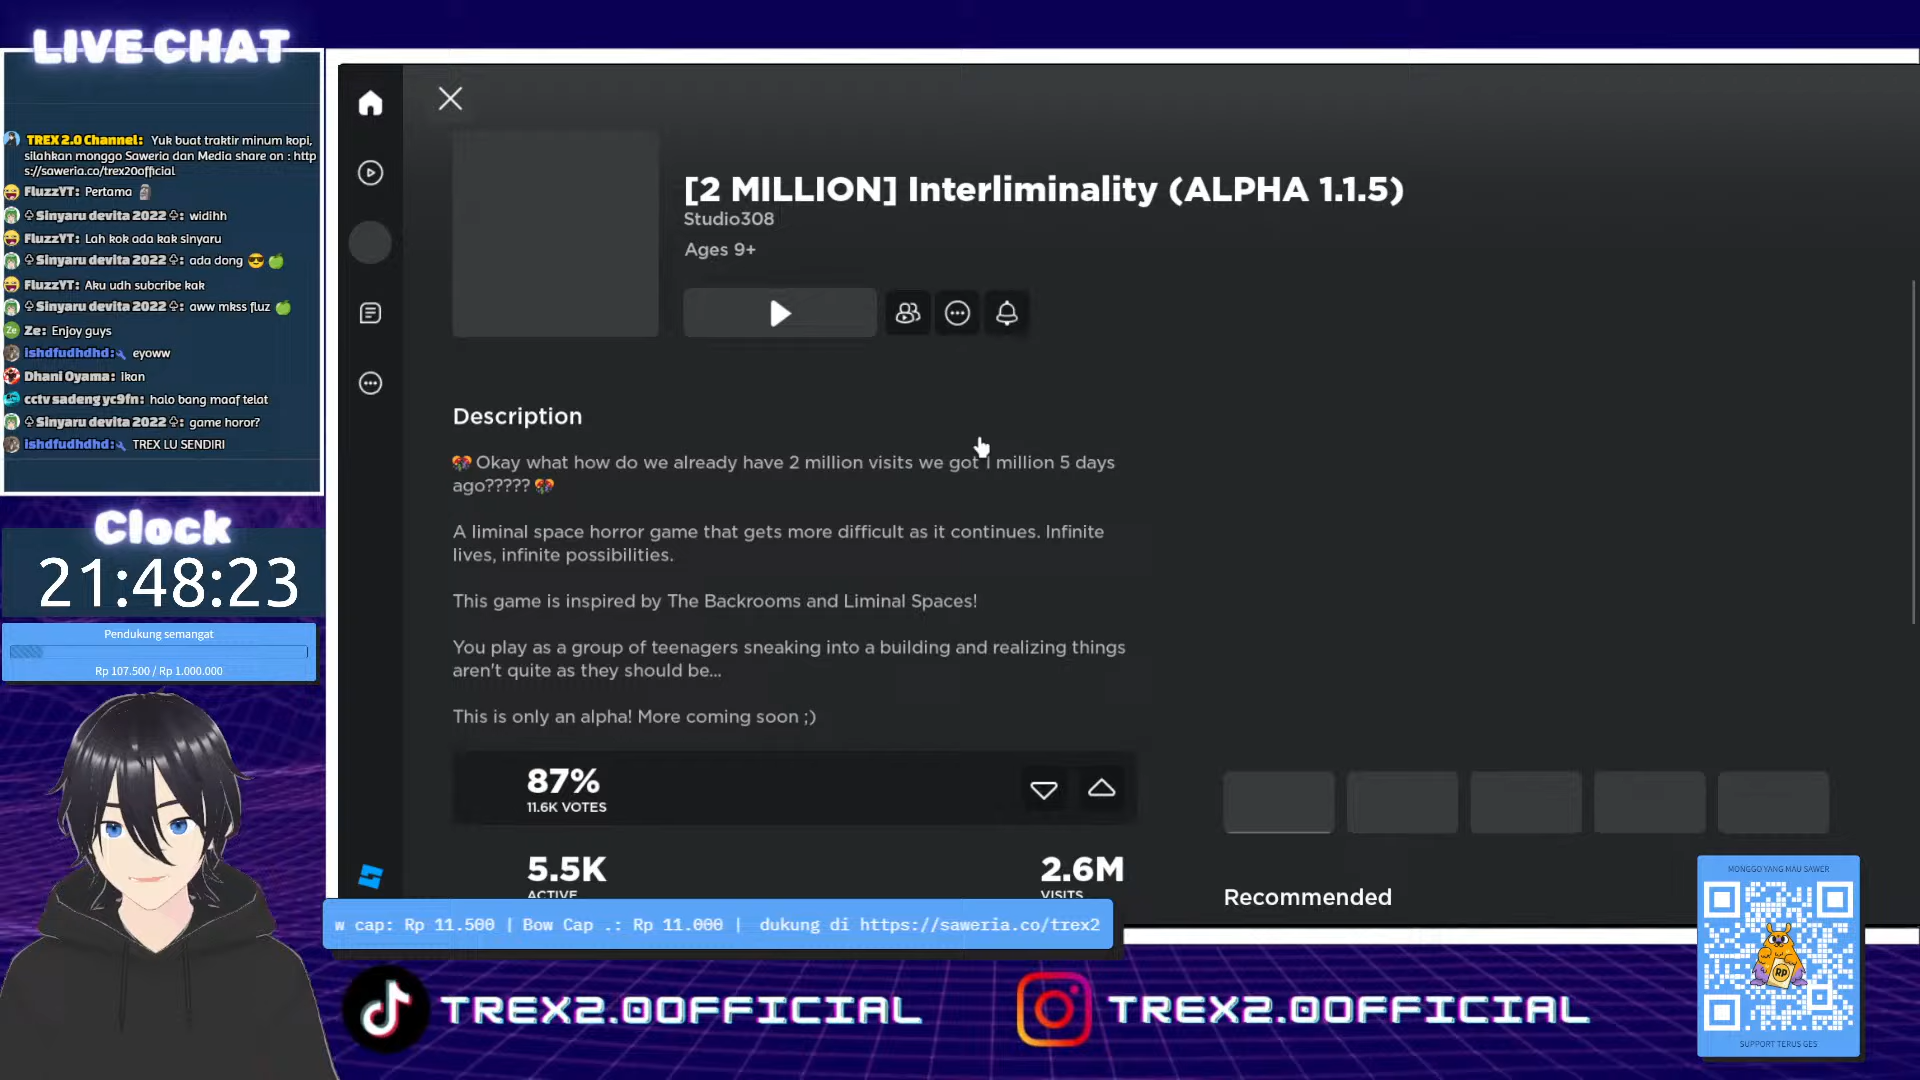 LIVE CHAT
TREX 2.0 Channel: Yuk buat traktir minum kopi,
silahkan monggo Saweria dan Media share on : http
s://saweria.co/trex20official
FluzzYT: Pertama
♧Sinyaru devita 2022♧: widihh
FluzzYT: Lah kok ada kak sinyaru
♧Sinyaru devita 2022♧: ada dong 😎 🍏
FluzzYT: Aku udh subcribe kak
♧Sinyaru devita 2022♧: aww mkss fluz 🍏
Ze Ze: Enjoy guys
ishdfudhdhd: eyoww
Dhani Oyama: ikan
cctv sadeng yc9fn: halo bang maaf telat
♧Sinyaru devita 2022♧: game horor?
ishdfudhdhd: TREX LU SENDIRI
Clock
21:48:23
Pendukung semangat
Rp 107.500 / Rp 1.000.000
[2 MILLION] Interliminality (ALPHA 1.1.5)
Studio308
Ages 9+
Description
🎊 Okay what how do we already have 2 million visits we got 1 million 5 days
ago????? 🎊
A liminal space horror game that gets more difficult as it continues. Infinite
lives, infinite possibilities.
This game is inspired by The Backrooms and Liminal Spaces!
You play as a group of teenagers sneaking into a building and realizing things
aren't quite as they should be...
This is only an alpha! More coming soon ;)
87%
11.6K VOTES
5.5K
ACTIVE
2.6M
VISITS
Recommended
w cap: Rp 11.500 | Bow Cap .: Rp 11.000 | dukung di https://saweria.co/trex2
TREX2.0OFFICIAL
TREX2.0OFFICIAL
MONGGO YANG MAU SAWER
RP
SUPPORT TERUS GES